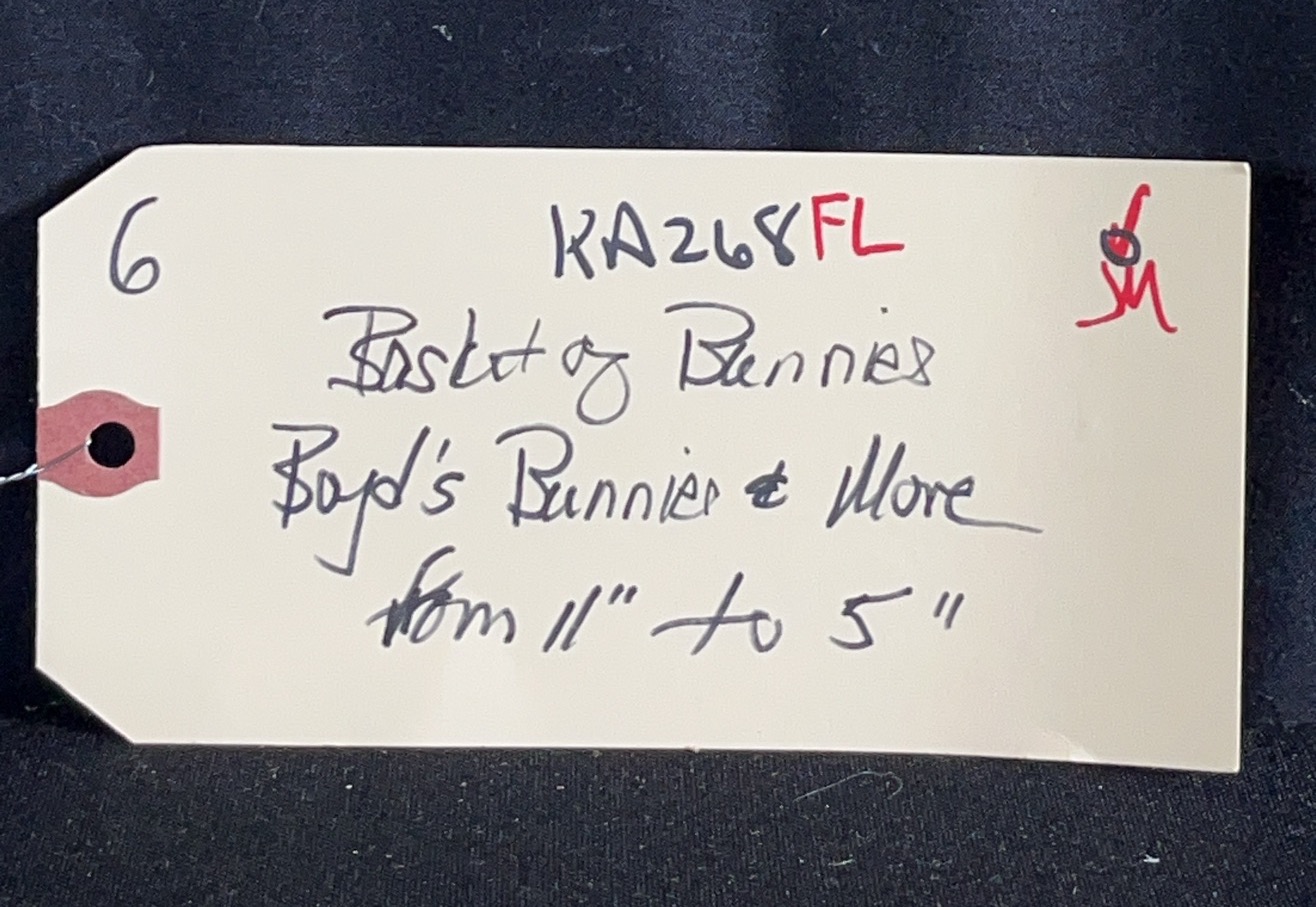 6
KA268FL
Basket of Bunnies
Boyd's Bunnies & More
from 11" to 5"